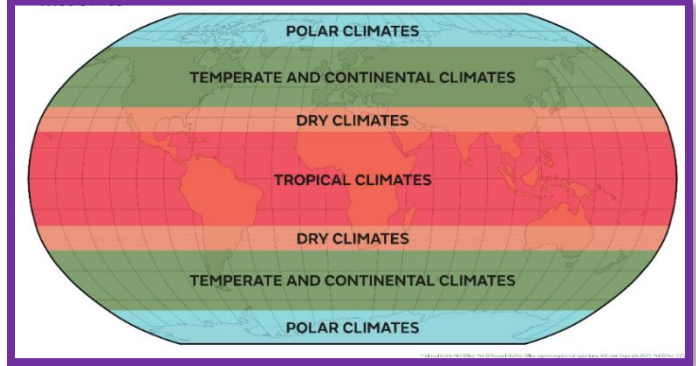 POLAR CLIMATES
TEMPERATE AND CONTINENTAL CLIMATES
DRY CLIMATES
TROPICAL CLIMATES
DRY CLIMATES
TEMPERATE AND CONTINENTAL CLIMATES
POLAR CLIMATES